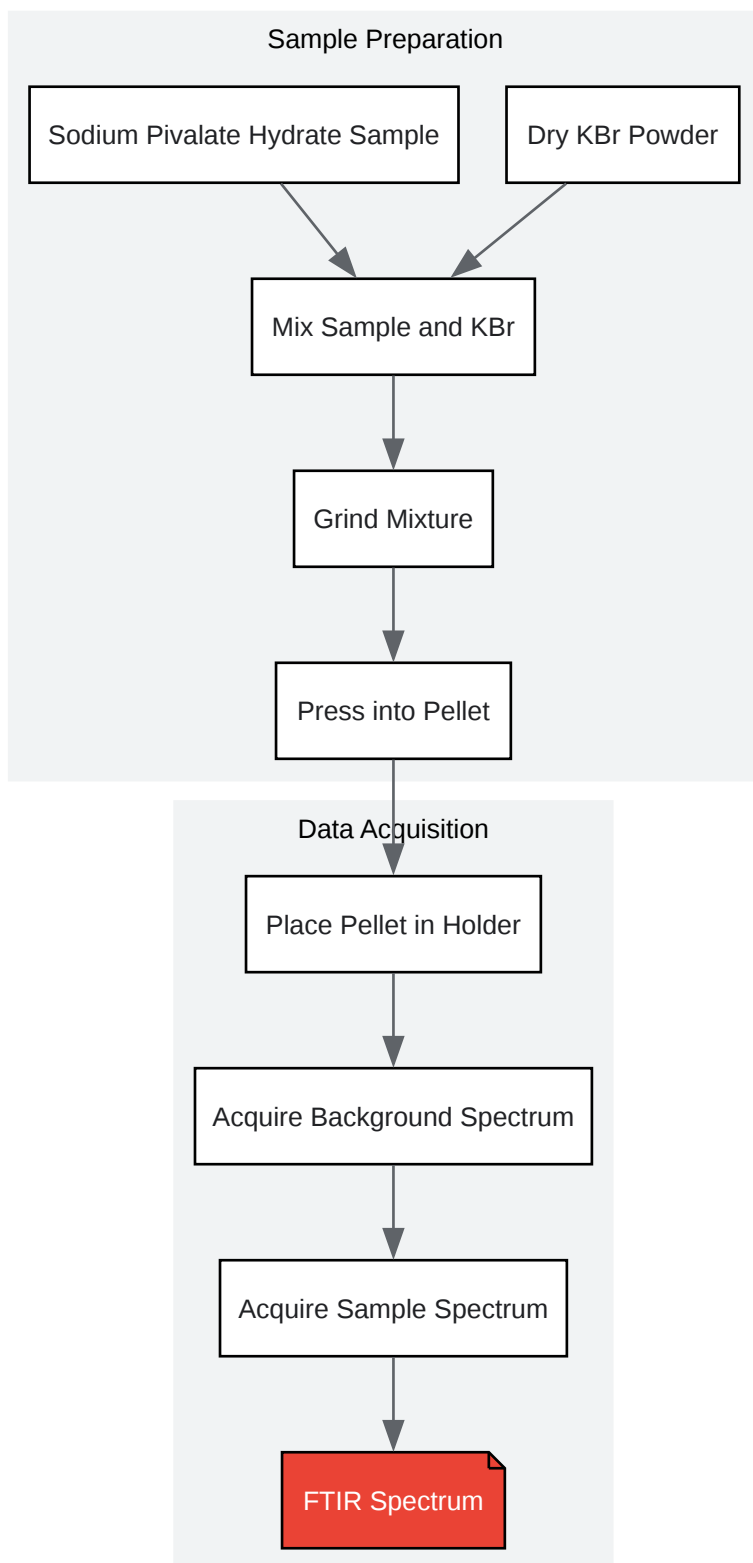 Sample Preparation
Sodium Pivalate Hydrate Sample
Dry KBr Powder
Mix Sample and KBr
Grind Mixture
Press into Pellet
Data Acquisition
Place Pellet in Holder
Acquire Background Spectrum
Acquire Sample Spectrum
FTIR Spectrum